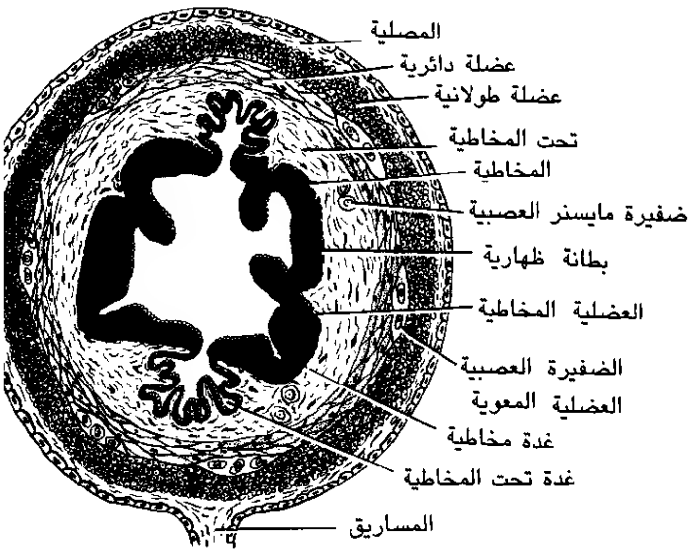 المصلية
عضلة دائرية
عضلة طولانية
تحت المخاطية
المخاطية
ضفيرة مايسنر العصبية
بطانة ظهارية
العضلية المخاطية
الضفيرة العصبية
العضلية المعوية
غدة مخاطية
غدة تحت المخاطية
المساريق